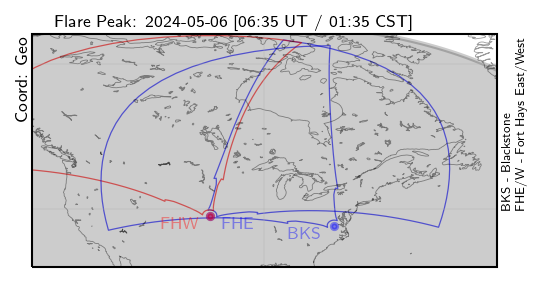 Flare Peak: 2024-05-06 [06:35 UT / 01:35 CST]
Coord: Geo
FHW
FHE
BKS
BKS - Blackstone
FHE/W - Fort Hays East/West